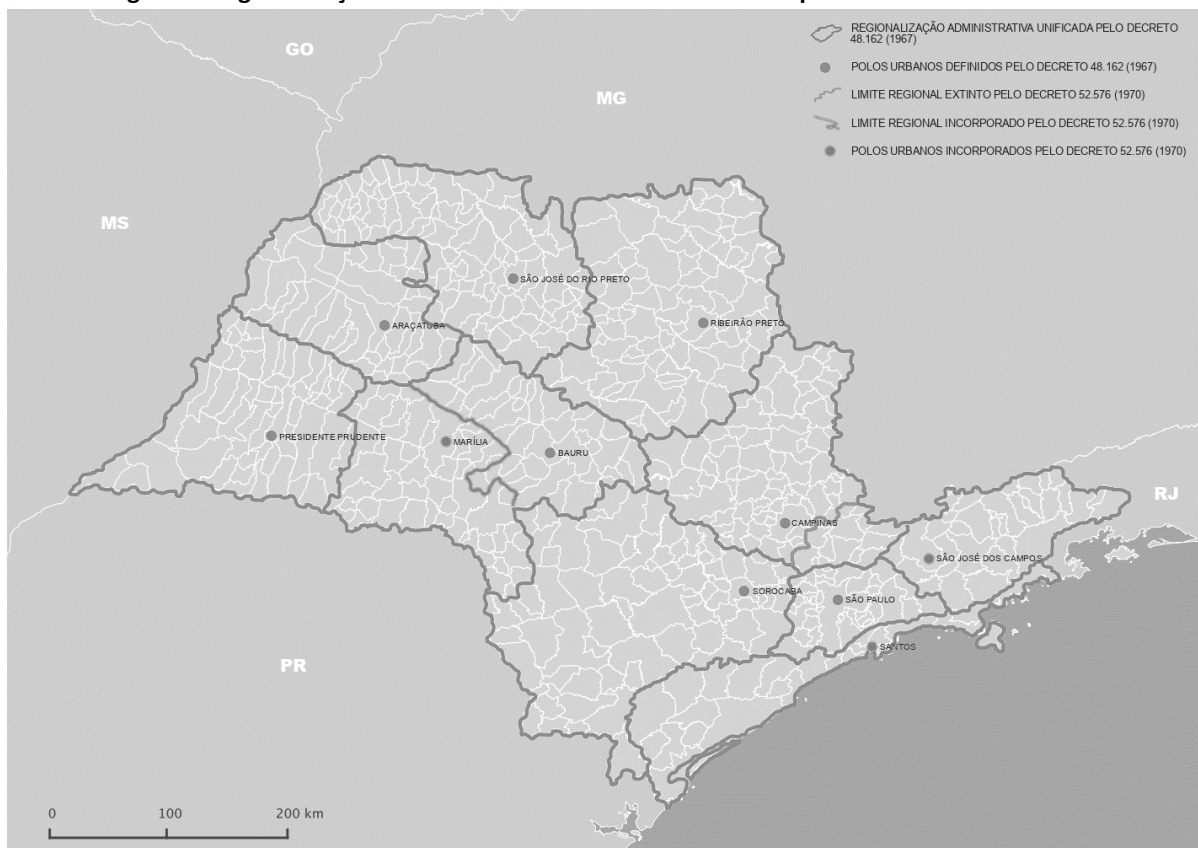 REGIONALIZAÇÃO ADMINISTRATIVA UNIFICADA PELO DECRETO
48.162 (1967)
POLOS URBANOS DEFINIDOS PELO DECRETO 48.162 (1967)
LIMITE REGIONAL EXTINTO PELO DECRETO 52.576 (1970)
LIMITE REGIONAL INCORPORADO PELO DECRETO 52.576 (1970)
POLOS URBANOS INCORPORADOS PELO DECRETO 52.576 (1970)
GO
MG
MS
SÃO JOSÉ DO RIO PRETO
RIBEIRÃO PRETO
ARAÇATUBA
PRESIDENTE PRUDENTE
MARÍLIA
BAURU
RJ
CAMPINAS
SÃO JOSÉ DOS CAMPOS
SOROCABA
SÃO PAULO
SANTOS
PR
0 100 200 km